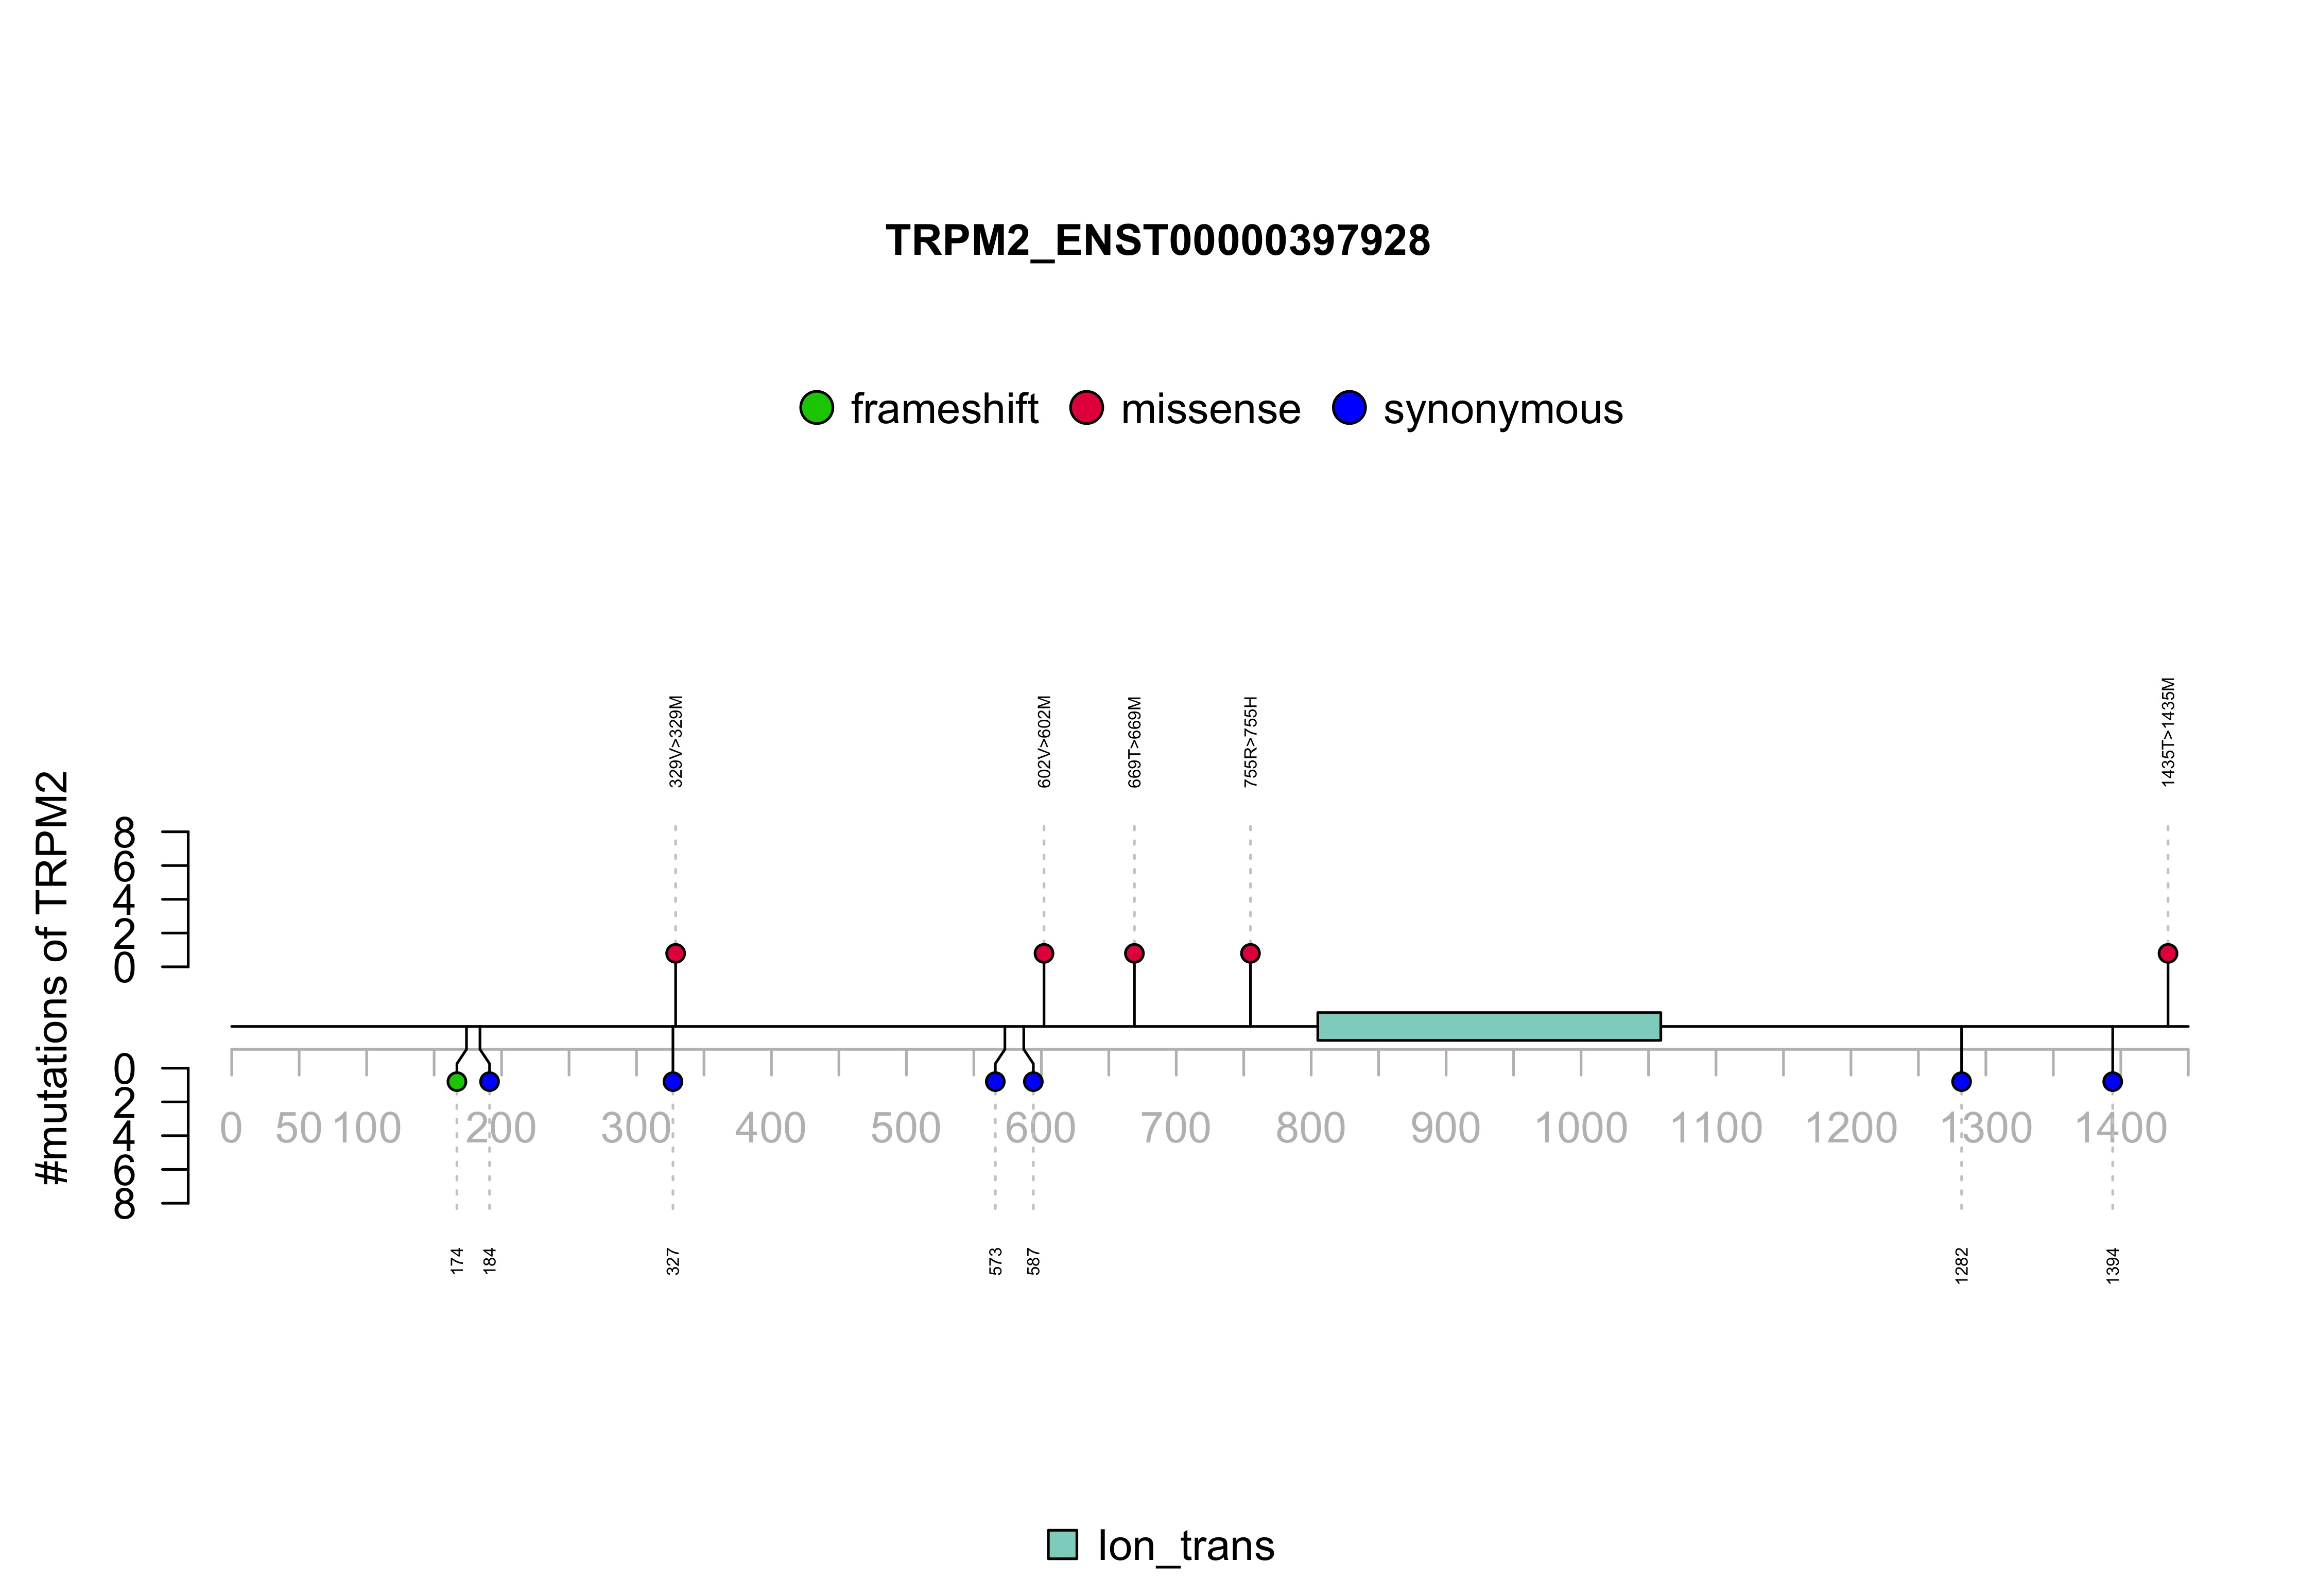 TRPM2_ENST00000397928
frameshift missense synonymous
329V>329M
602V>602M
669T>669M
755R>755H
1435T>1435M
#mutations of TRPM2
8
6
4
2
0
0
2
4
6
8
0 50 100 200 300 400 500 600 700 800 900 1000 1100 1200 1300 1400
174
184
327
573
587
1282
1394
Ion_trans